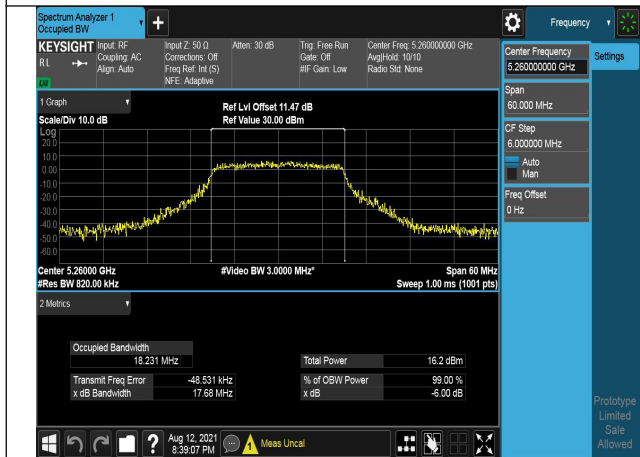 Spectrum Analyzer 1
Occupied BW
Frequency
KEYSIGHT
RL
LXI
Input: RF
Coupling: AC
Align: Auto
Input Z: 50 Ω
Corrections: Off
Freq Ref: Int (S)
NFE: Adaptive
Atten: 30 dB
Trig: Free Run
Gate: Off
#IF Gain: Low
Center Freq: 5.260000000 GHz
Avg|Hold: 10/10
Radio Std: None
Center Frequency
5.260000000 GHz
Settings
Span
60.000 MHz
CF Step
6.000000 MHz
Auto
Man
Freq Offset
0 Hz
1 Graph
Scale/Div 10.0 dB
Ref Lvl Offset 11.47 dB
Ref Value 30.00 dBm
Log
20.0
10.0
0.00
-10.0
-20.0
-30.0
-40.0
-50.0
-60.0
Center 5.26000 GHz
#Res BW 820.00 kHz
#Video BW 3.0000 MHz*
Span 60 MHz
Sweep 1.00 ms (1001 pts)
2 Metrics
Occupied Bandwidth
18.231 MHz
Total Power 16.2 dBm
Transmit Freq Error -48.531 kHz
% of OBW Power 99.00 %
x dB Bandwidth 17.68 MHz
x dB -6.00 dB
Prototype
Limited
Sale
Allowed
?
Aug 12, 2021
8:39:07 PM
1
Meas Uncal